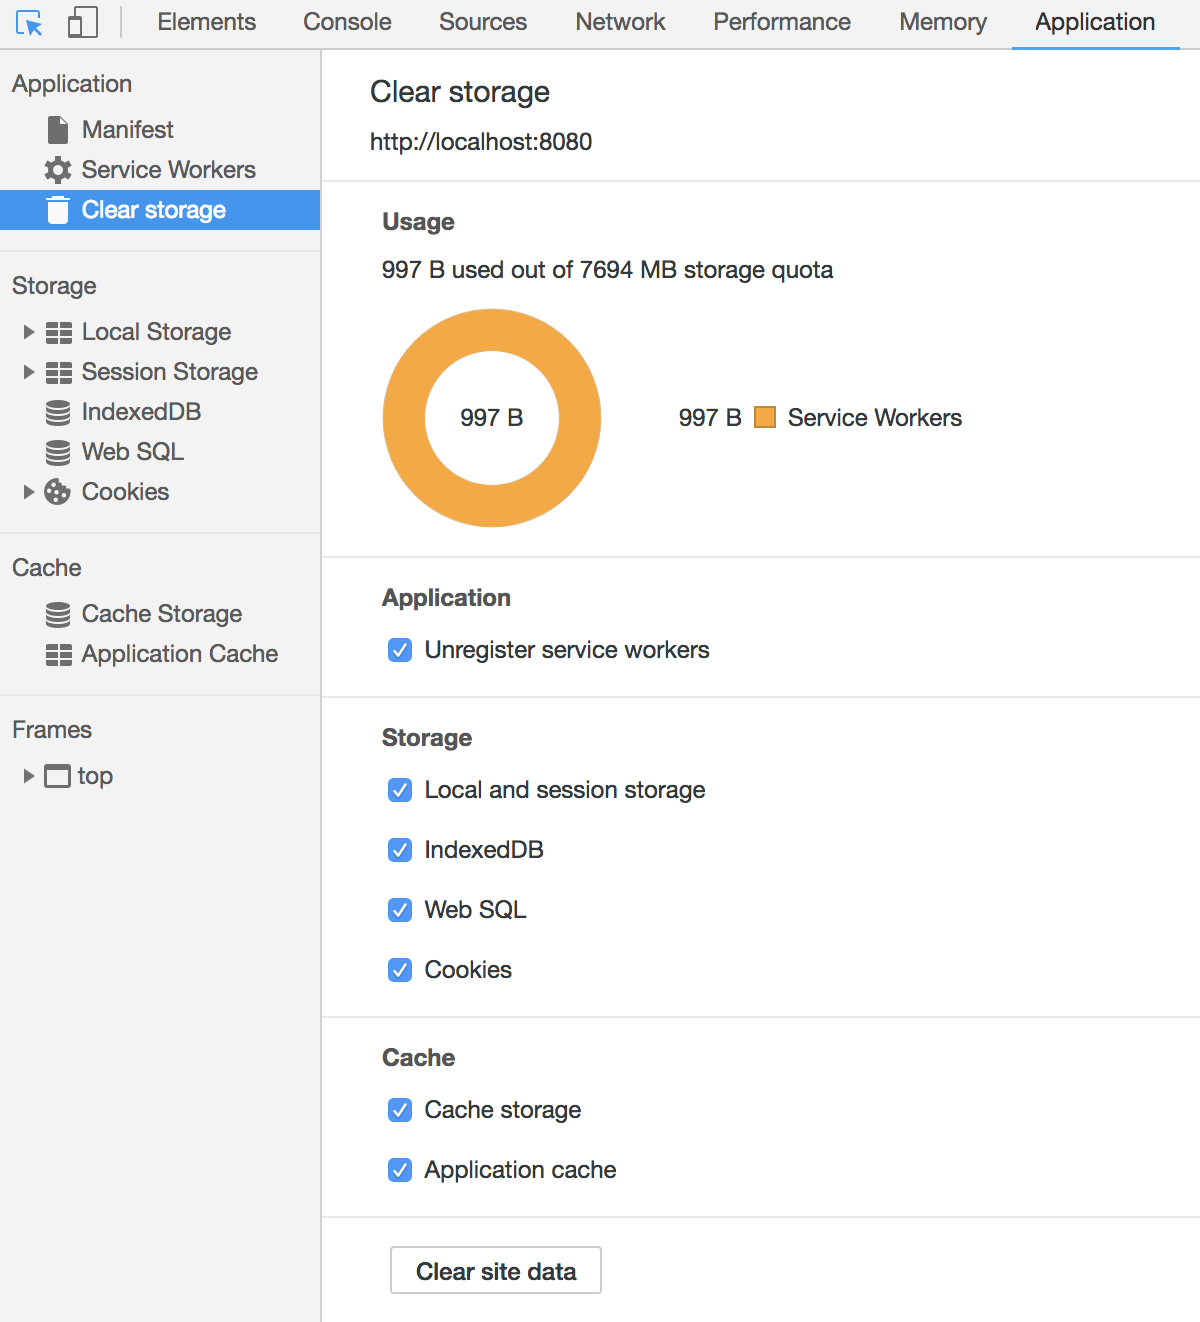 Elements Console Sources Network Performance Memory Application
Application
Manifest
Service Workers
Clear storage
Storage
Local Storage
Session Storage
IndexedDB
Web SQL
Cookies
Cache
Cache Storage
Application Cache
Frames
top
Clear storage
http://localhost:8080
Usage
997 B used out of 7694 MB storage quota
997 B
997 B Service Workers
Application
Unregister service workers
Storage
Local and session storage
IndexedDB
Web SQL
Cookies
Cache
Cache storage
Application cache
Clear site data